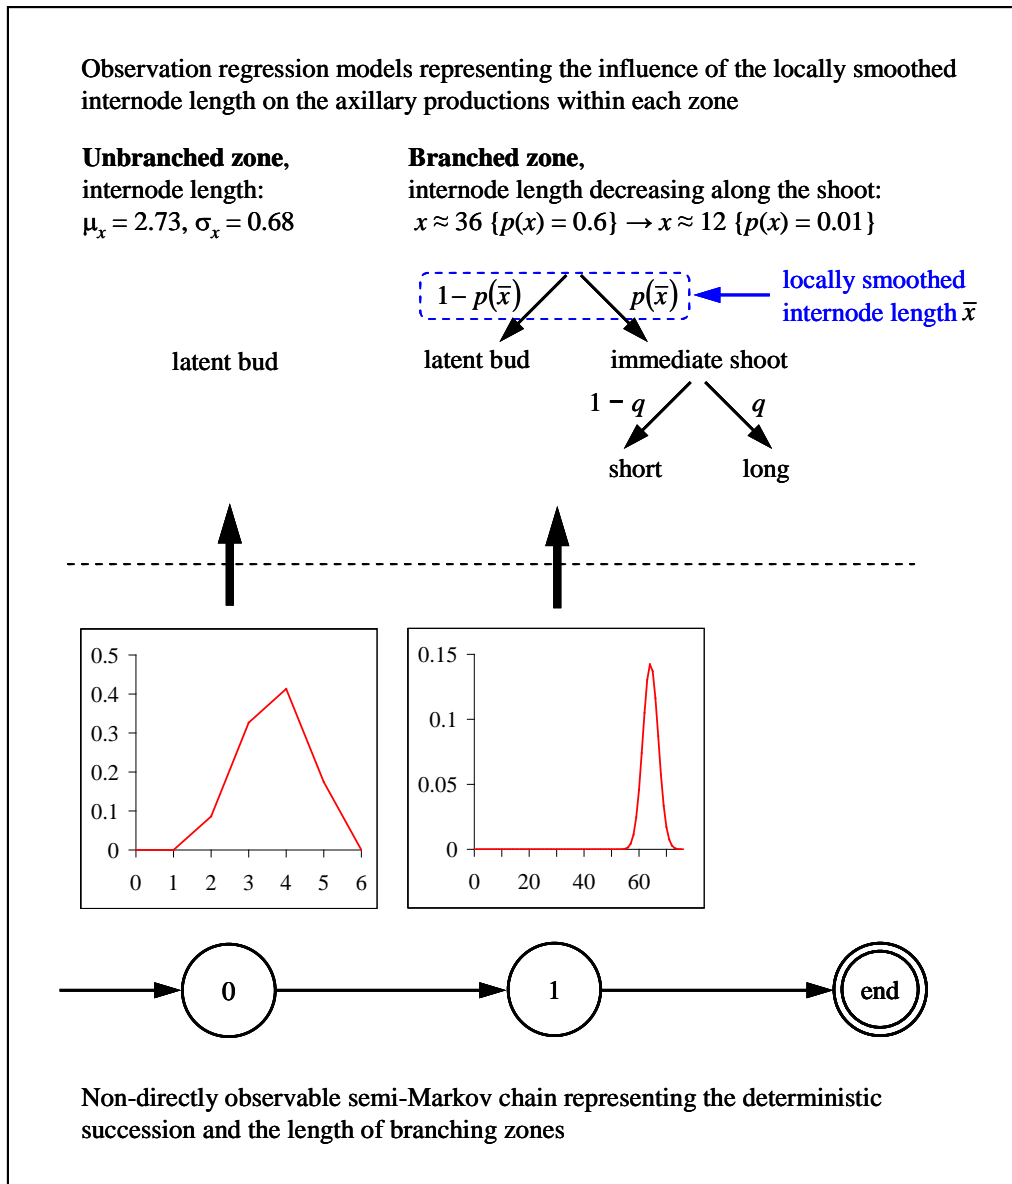 Observation regression models representing the influence of the locally smoothed
internode length on the axillary productions within each zone
Unbranched zone,
internode length:
μₓ = 2.73, σₓ = 0.68
Branched zone,
internode length decreasing along the shoot:
x ≈ 36 {p(x) = 0.6} → x ≈ 12 {p(x) = 0.01}
1 − p(x̅)
p(x̅)
locally smoothed
internode length x̅
latent bud
latent bud
immediate shoot
1 − q
q
short
long
0.5
0.4
0.3
0.2
0.1
0
0 1 2 3 4 5 6
0.15
0.1
0.05
0
0 20 40 60
0
1
end
Non-directly observable semi-Markov chain representing the deterministic
succession and the length of branching zones